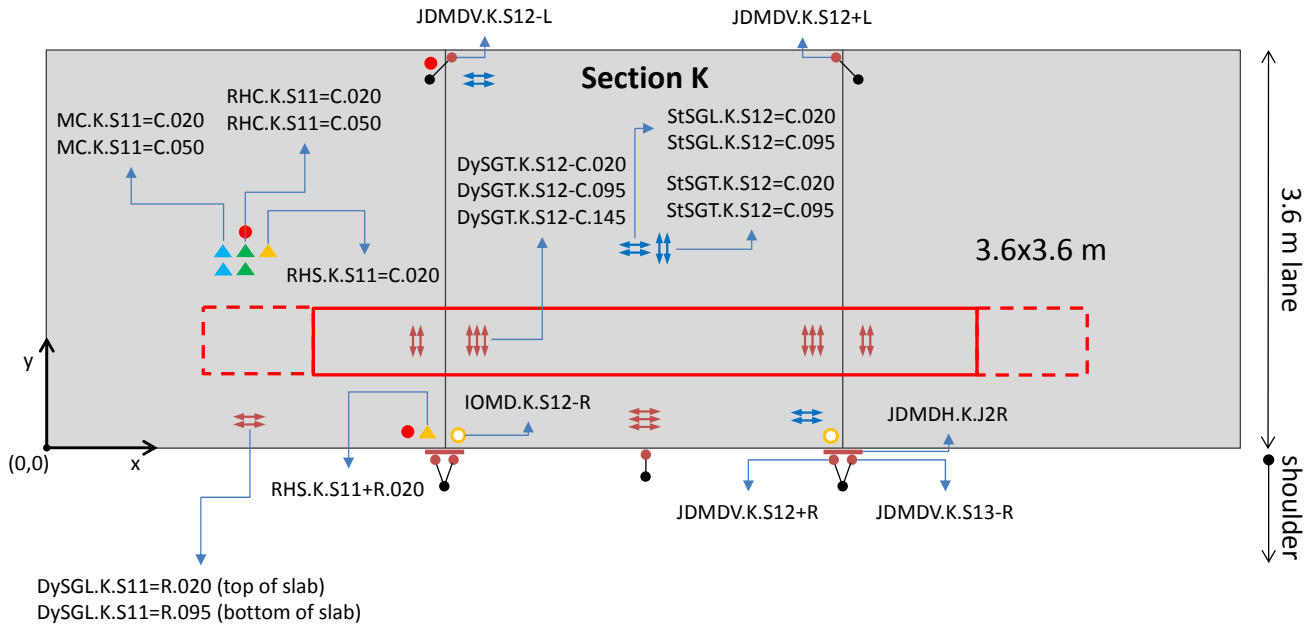 JDMDV.K.S12-L
JDMDV.K.S12+L
Section K
RHC.K.S11=C.020
RHC.K.S11=C.050
MC.K.S11=C.020
MC.K.S11=C.050
StSGL.K.S12=C.020
StSGL.K.S12=C.095
DySGT.K.S12-C.020
DySGT.K.S12-C.095
DySGT.K.S12-C.145
StSGT.K.S12=C.020
StSGT.K.S12=C.095
RHS.K.S11=C.020
3.6x3.6 m
3.6 m lane
y
IOMD.K.S12-R
JDMDH.K.J2R
(0,0)
x
RHS.K.S11+R.020
JDMDV.K.S12+R
JDMDV.K.S13-R
shoulder
DySGL.K.S11=R.020 (top of slab)
DySGL.K.S11=R.095 (bottom of slab)